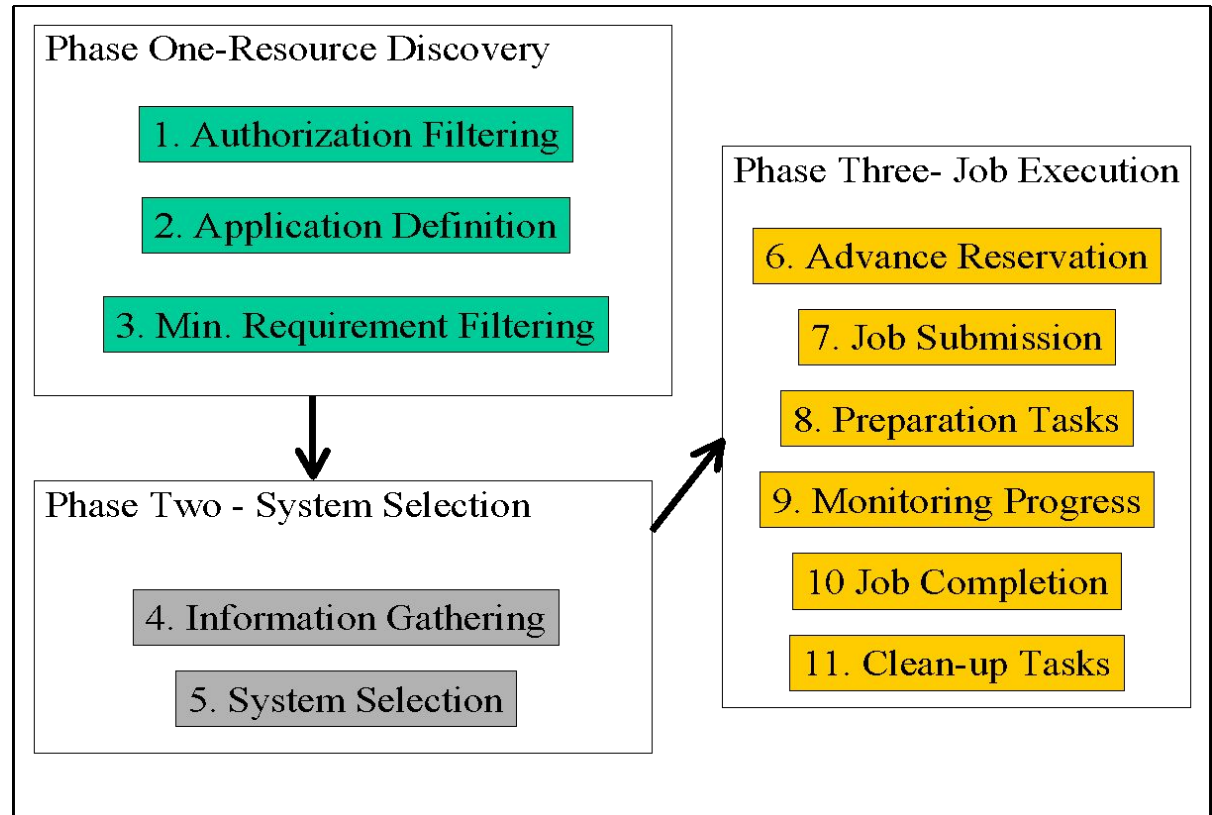 Phase One-Resource Discovery
1. Authorization Filtering
2. Application Definition
3. Min. Requirement Filtering
Phase Two - System Selection
4. Information Gathering
5. System Selection
Phase Three- Job Execution
6. Advance Reservation
7. Job Submission
8. Preparation Tasks
9. Monitoring Progress
10 Job Completion
11. Clean-up Tasks